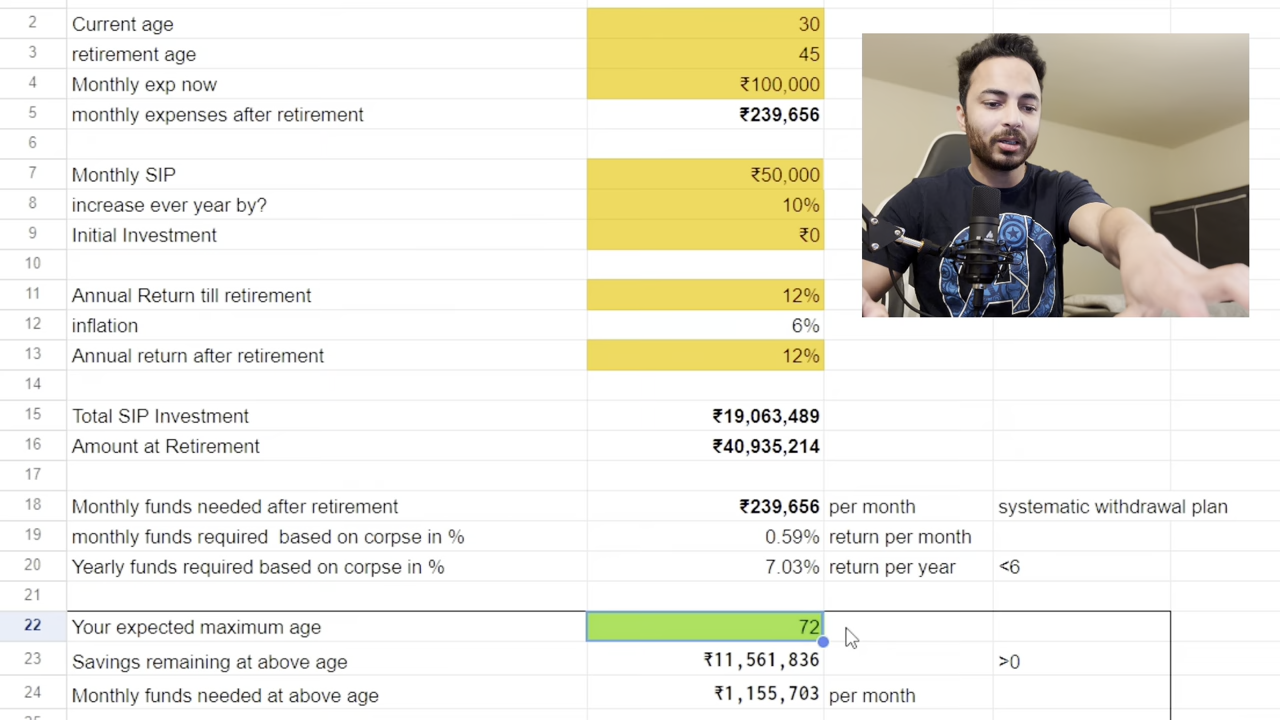 2 Current age 30
3 retirement age 45
4 Monthly exp now ₹100,000
5 monthly expenses after retirement ₹239,656
6
7 Monthly SIP ₹50,000
8 increase ever year by? 10%
9 Initial Investment ₹0
10
11 Annual Return till retirement 12%
12 inflation 6%
13 Annual return after retirement 12%
14
15 Total SIP Investment ₹19,063,489
16 Amount at Retirement ₹40,935,214
17
18 Monthly funds needed after retirement ₹239,656 per month systematic withdrawal plan
19 monthly funds required based on corpse in % 0.59% return per month
20 Yearly funds required based on corpse in % 7.03% return per year <6
21
22 Your expected maximum age 72
23 Savings remaining at above age ₹11,561,836 >0
24 Monthly funds needed at above age ₹1,155,703 per month